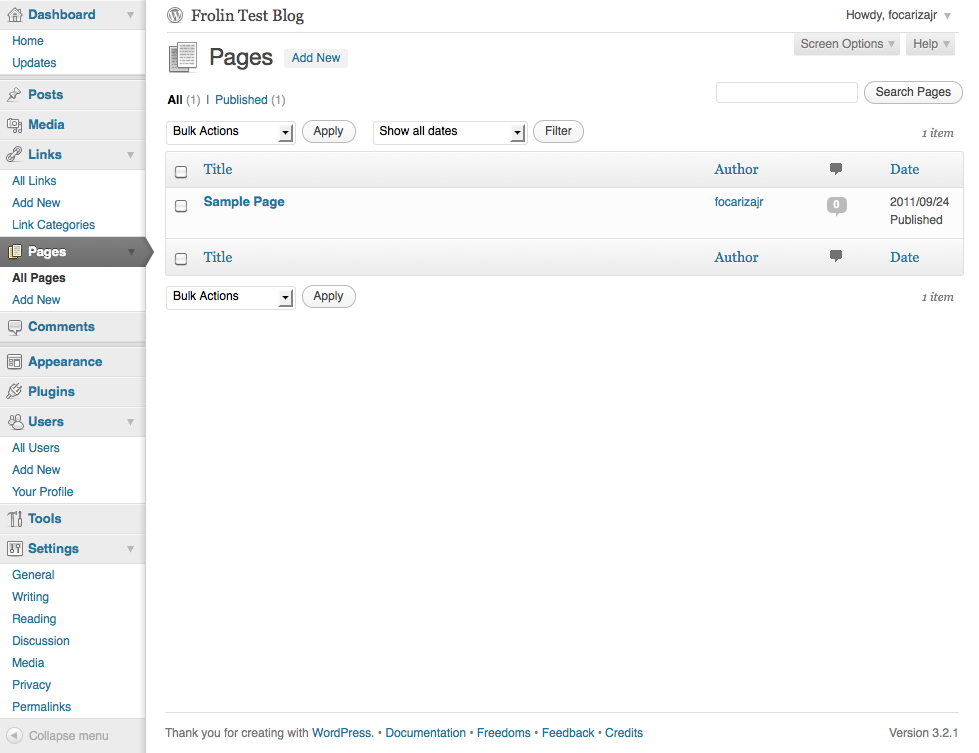 Dashboard
Home
Updates
Posts
Media
Links
All Links
Add New
Link Categories
Pages
All Pages
Add New
Comments
Appearance
Plugins
Users
All Users
Add New
Your Profile
Tools
Settings
General
Writing
Reading
Discussion
Media
Privacy
Permalinks
Collapse menu
Frolin Test Blog
Howdy, focarizajr
Screen Options Help
Pages Add New
All (1) | Published (1)
Search Pages
Bulk Actions Apply Show all dates Filter
1 item
Title Author Date
Sample Page focarizajr 0 2011/09/24
Published
Title Author Date
Bulk Actions Apply
1 item
Thank you for creating with WordPress. • Documentation • Freedoms • Feedback • Credits
Version 3.2.1